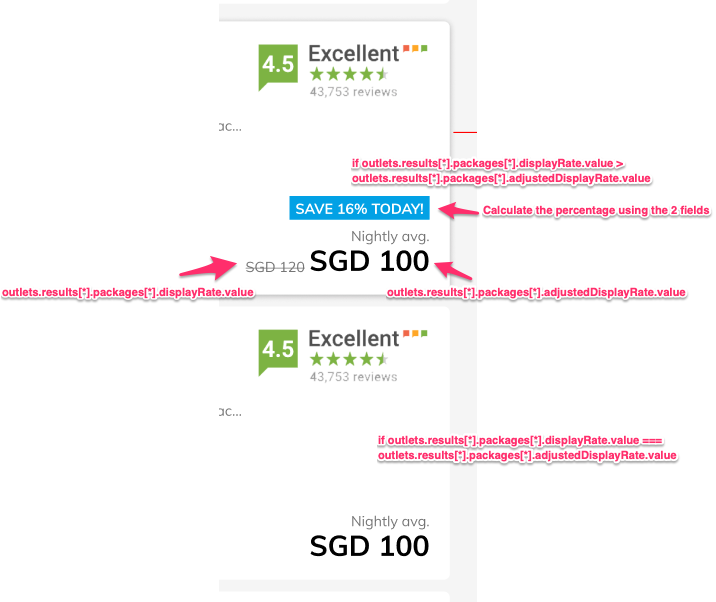 4.5 Excellent
43,753 reviews
ac...
if outlets.results[*].packages[*].displayRate.value >
outlets.results[*].packages[*].adjustedDisplayRate.value
SAVE 16% TODAY!
Calculate the percentage using the 2 fields
Nightly avg.
SGD 120 SGD 100
outlets.results[*].packages[*].displayRate.value
outlets.results[*].packages[*].adjustedDisplayRate.value
4.5 Excellent
43,753 reviews
ac...
if outlets.results[*].packages[*].displayRate.value ===
outlets.results[*].packages[*].adjustedDisplayRate.value
Nightly avg.
SGD 100